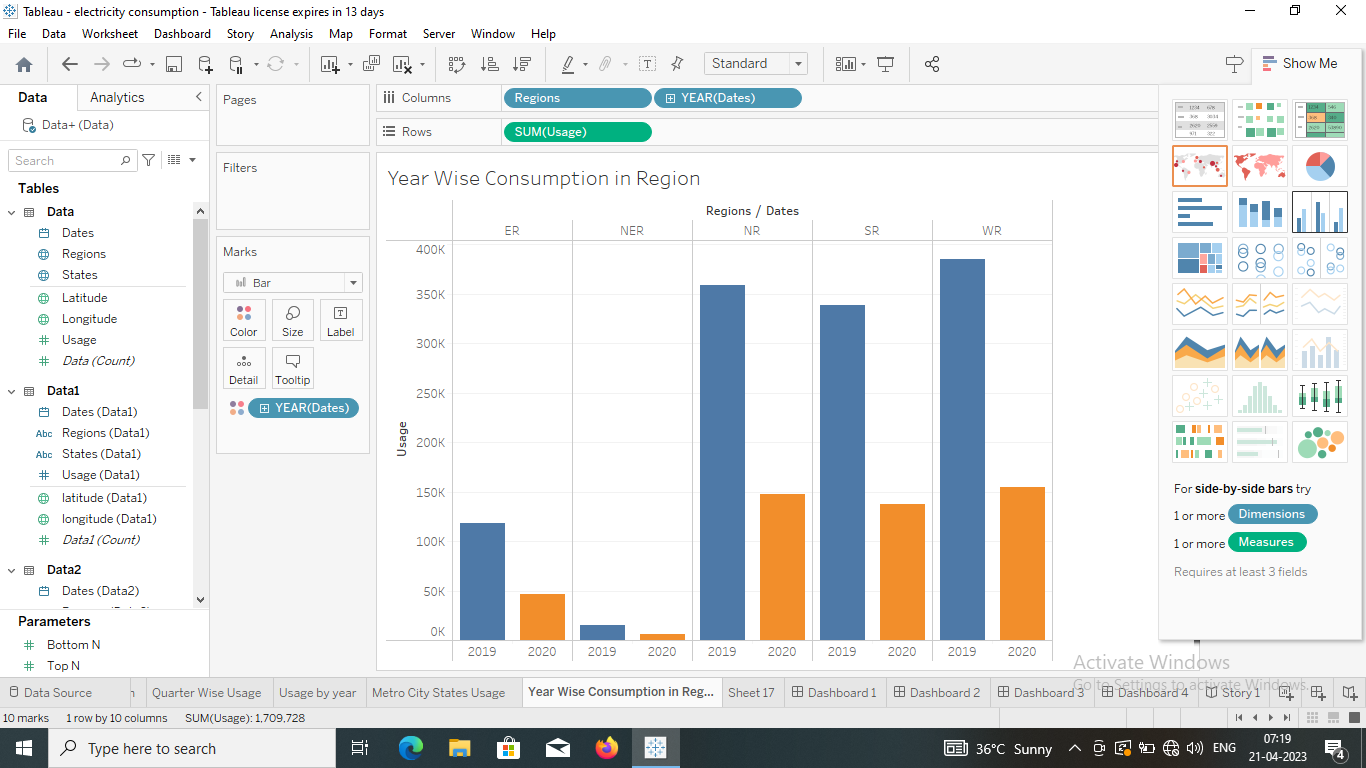 Tableau - electricity consumption - Tableau license expires in 13 days
File Data Worksheet Dashboard Story Analysis Map Format Server Window Help
Standard
Show Me
Data Analytics
Data+ (Data)
Search
Tables
Data
Dates
Regions
States
Latitude
Longitude
Usage
Data (Count)
Data1
Dates (Data1)
Abc Regions (Data1)
Abc States (Data1)
Usage (Data1)
latitude (Data1)
longitude (Data1)
Data1 (Count)
Data2
Dates (Data2)
Parameters
Bottom N
Top N
Pages
Filters
Marks
Bar
Color Size Label
Detail Tooltip
YEAR(Dates)
Columns Regions YEAR(Dates)
Rows SUM(Usage)
Year Wise Consumption in Region
Regions / Dates
ER NER NR SR WR
400K
350K
300K
250K
200K
150K
100K
50K
0K
Usage
2019 2020 2019 2020 2019 2020 2019 2020 2019 2020
For side-by-side bars try
1 or more Dimensions
1 or more Measures
Requires at least 3 fields
Activate Windows
Go to Settings to activate Windows.
Data Source Quarter Wise Usage Usage by year Metro City States Usage Year Wise Consumption in Reg... Sheet 17 Dashboard 1 Dashboard 2 Dashboard 3 Dashboard 4 Story 1
10 marks 1 row by 10 columns SUM(Usage): 1,709,728
Type here to search
36°C Sunny
ENG
07:19
21-04-2023
4